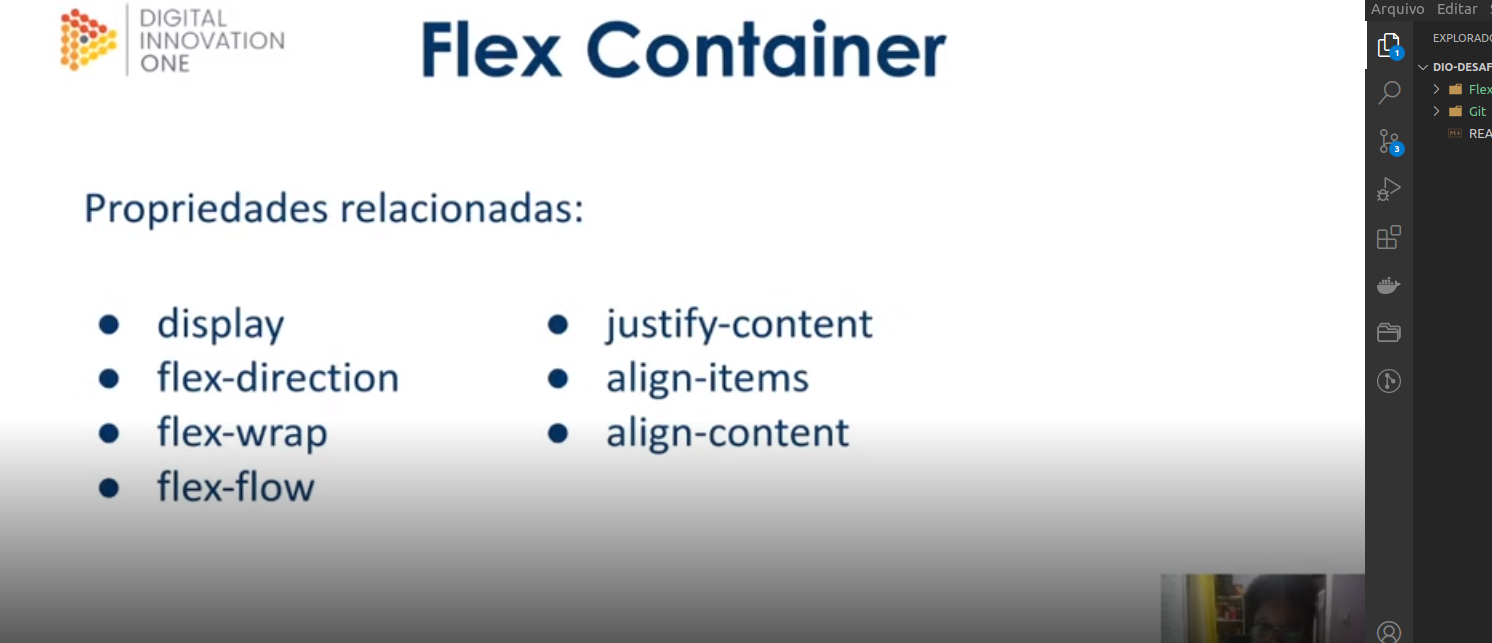 DIGITAL
INNOVATION
ONE
Flex Container
Propriedades relacionadas:
● display
● flex-direction
● flex-wrap
● flex-flow
● justify-content
● align-items
● align-content
Arquivo Editar
EXPLORADO
1
DIO-DESAF
Flex
Git
REA
3